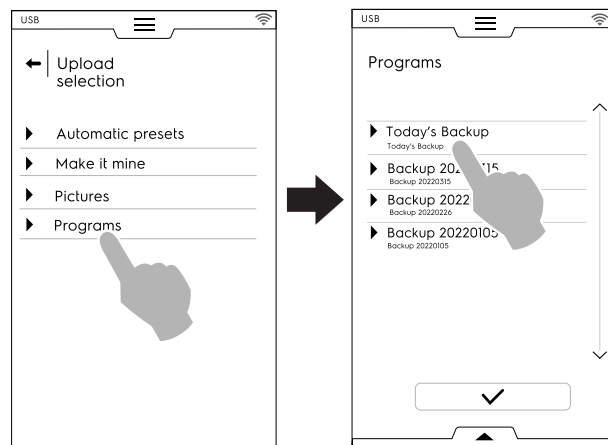 USB
Upload
selection
Automatic presets
Make it mine
Pictures
Programs
USB
Programs
Today's Backup
Today's Backup
Backup
Backup 20220315
Backup 2022
Backup 20220226
Backup 20220105
Backup 20220105